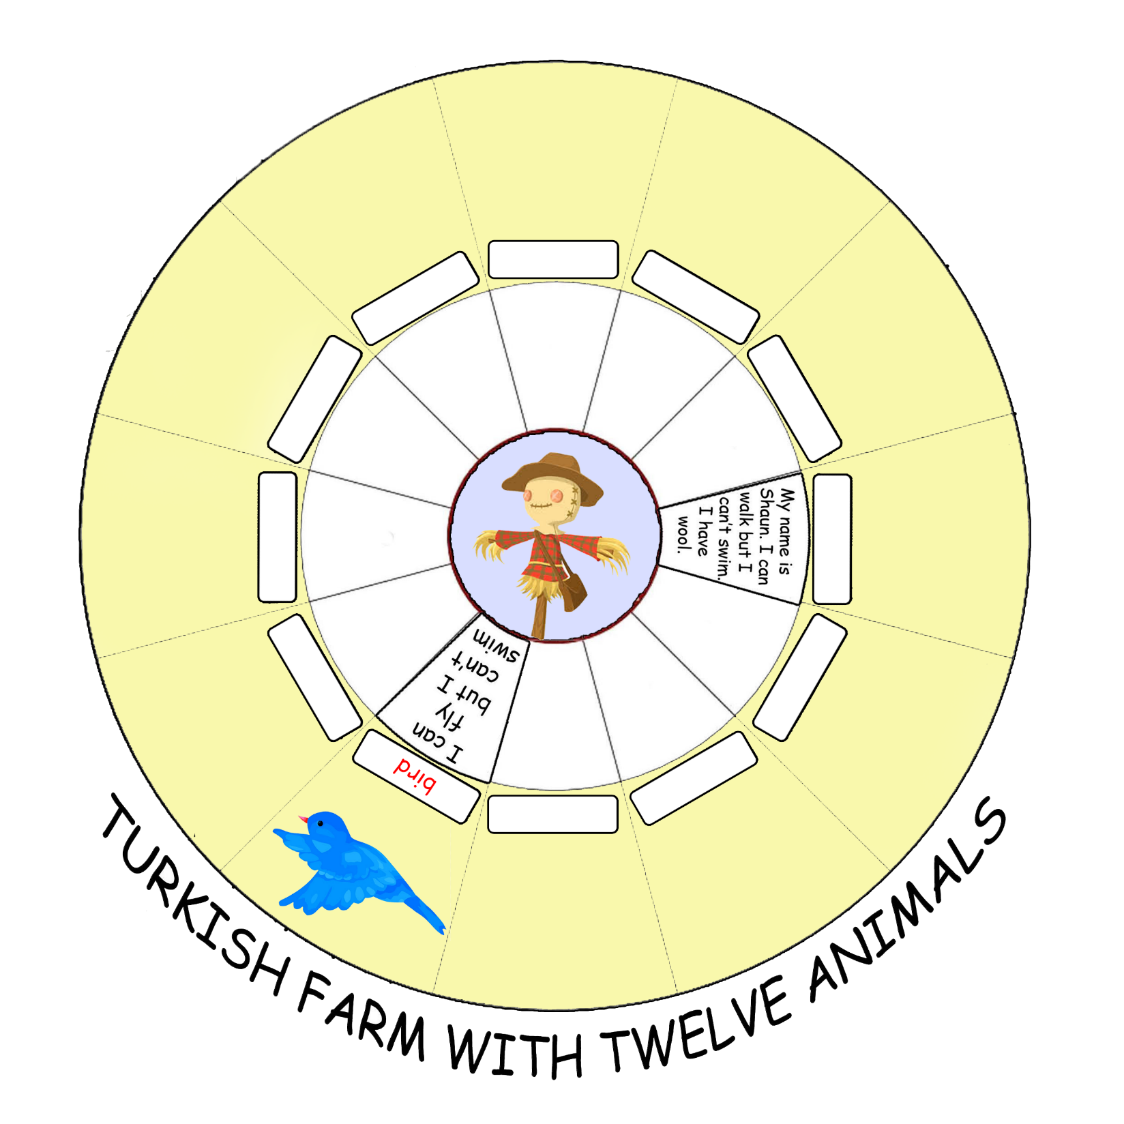 My name is
Shaun. I can
walk but I
can't swim.
I have
wool.
I can
fly
but I
can't
swim
bird
TURKISH FARM WITH TWELVE ANIMALS